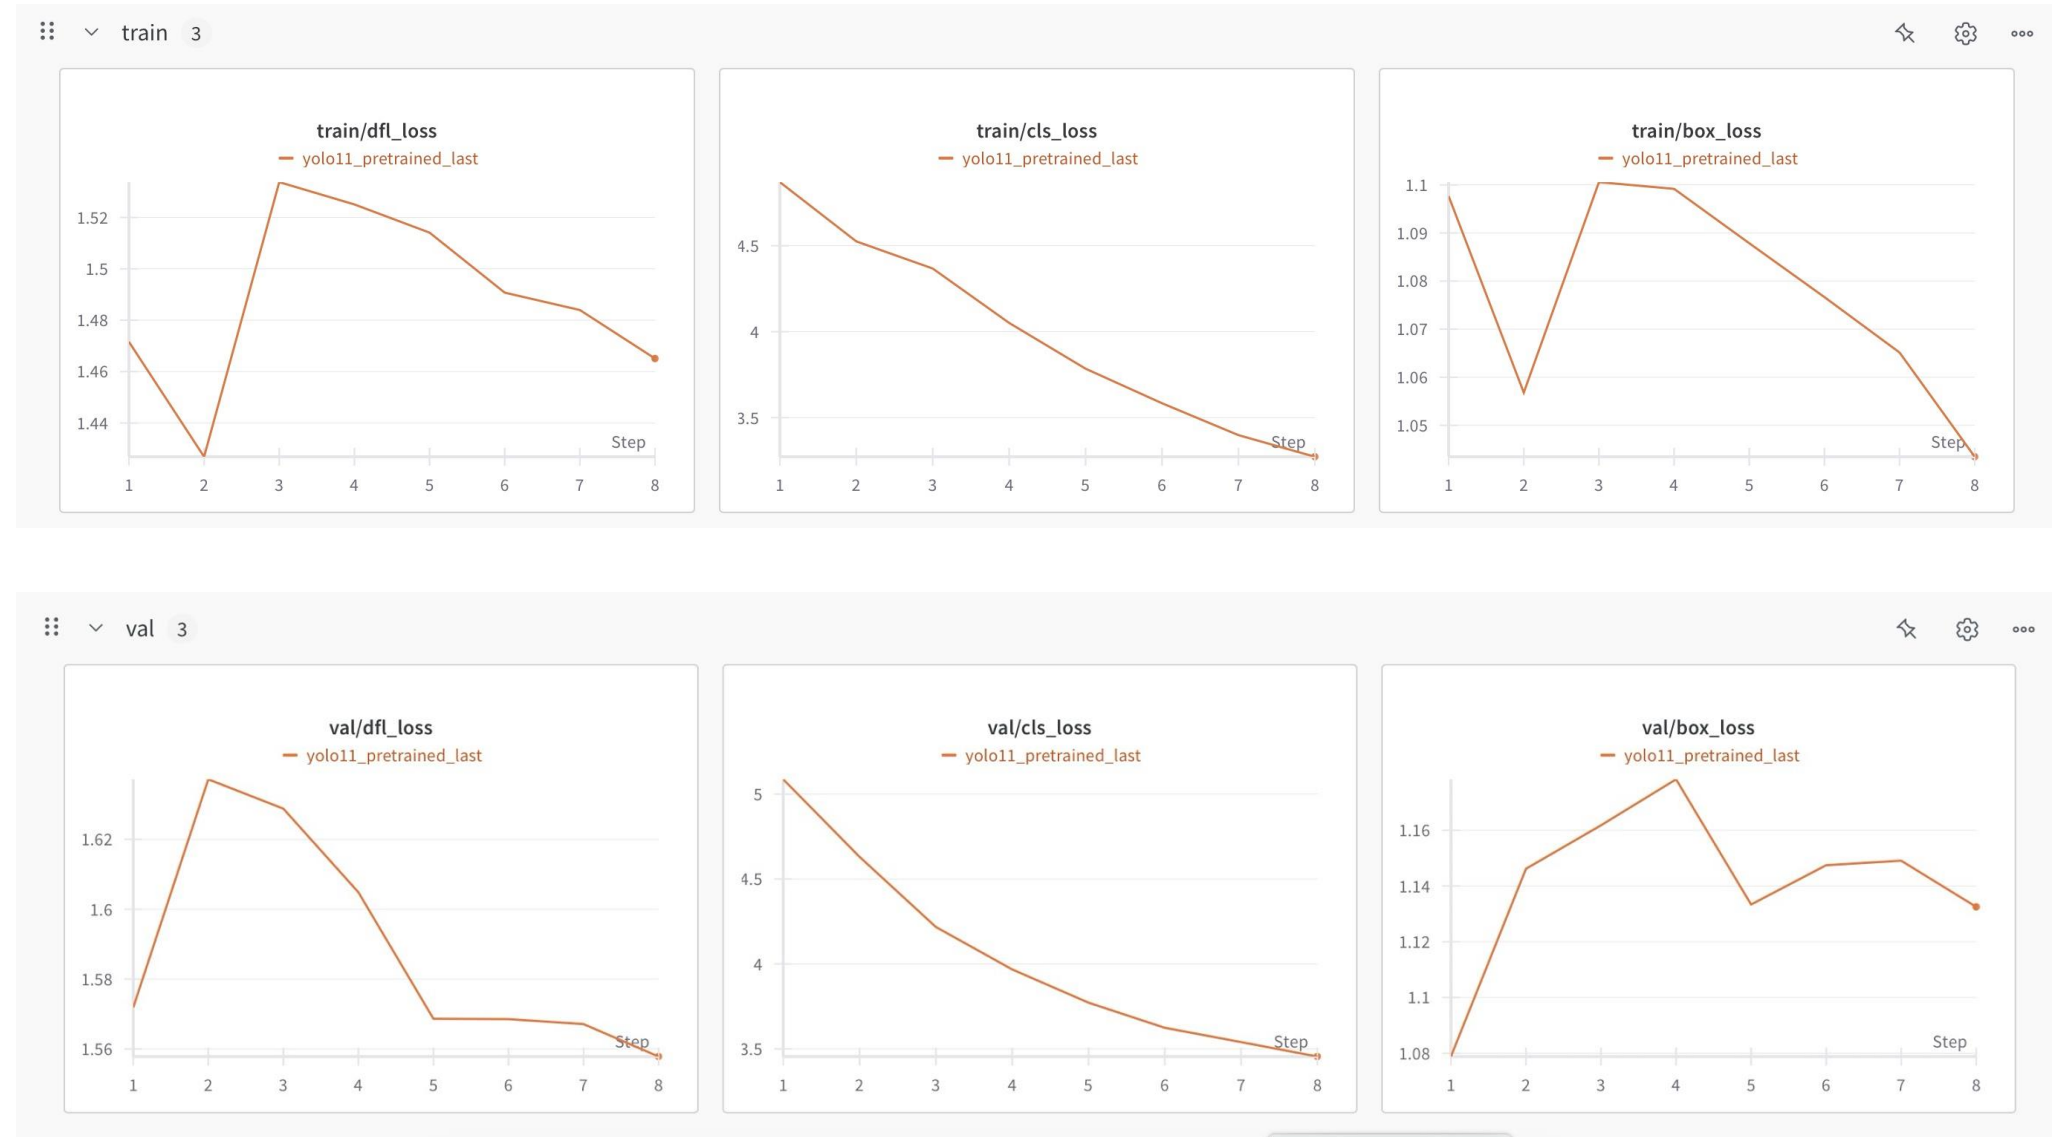 train 3
train/dfl_loss
yolo11_pretrained_last
1.52
1.5
1.48
1.46
1.44
Step
1 2 3 4 5 6 7 8
train/cls_loss
yolo11_pretrained_last
4.5
4
3.5
Step
1 2 3 4 5 6 7 8
train/box_loss
yolo11_pretrained_last
1.1
1.09
1.08
1.07
1.06
1.05
Step
1 2 3 4 5 6 7 8
val 3
val/dfl_loss
yolo11_pretrained_last
1.62
1.6
1.58
1.56
Step
1 2 3 4 5 6 7 8
val/cls_loss
yolo11_pretrained_last
5
4.5
4
3.5
Step
1 2 3 4 5 6 7 8
val/box_loss
yolo11_pretrained_last
1.16
1.14
1.12
1.1
1.08
Step
1 2 3 4 5 6 7 8